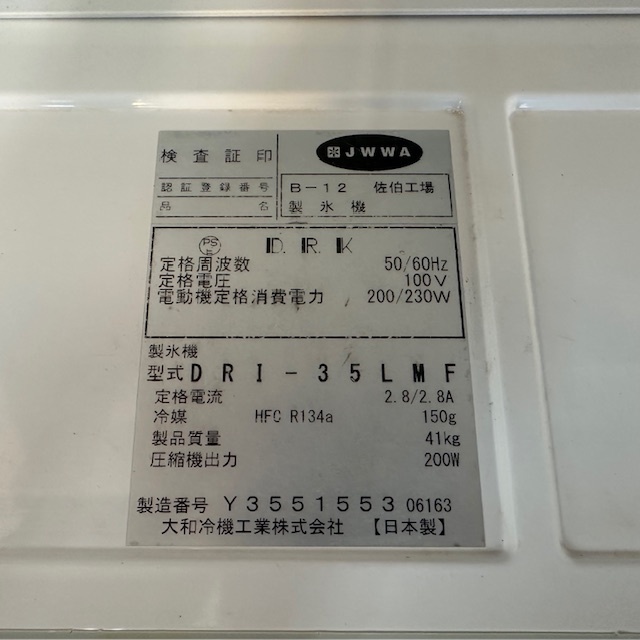 検査証印 JWWA
認証登録番号 B-12 佐伯工場
品名 製氷機
PS E D.R.K
定格周波数 50/60Hz
定格電圧 100V
電動機定格消費電力 200/230W
製氷機
型式 DRI-35LMF
定格電流 2.8/2.8A
冷媒 HFC R134a 150g
製品質量 41kg
圧縮機出力 200W
製造番号 Y3551553 06163
大和冷機工業株式会社 【日本製】